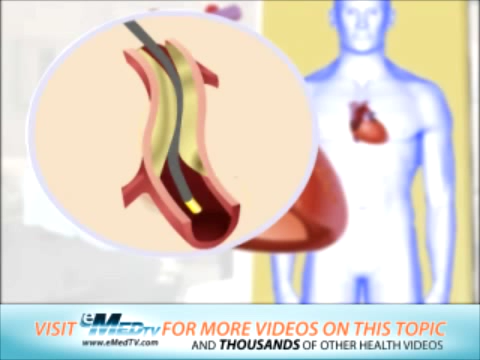 VISIT eMedTV FOR MORE VIDEOS ON THIS TOPIC
www.eMedTV.com AND THOUSANDS OF OTHER HEALTH VIDEOS